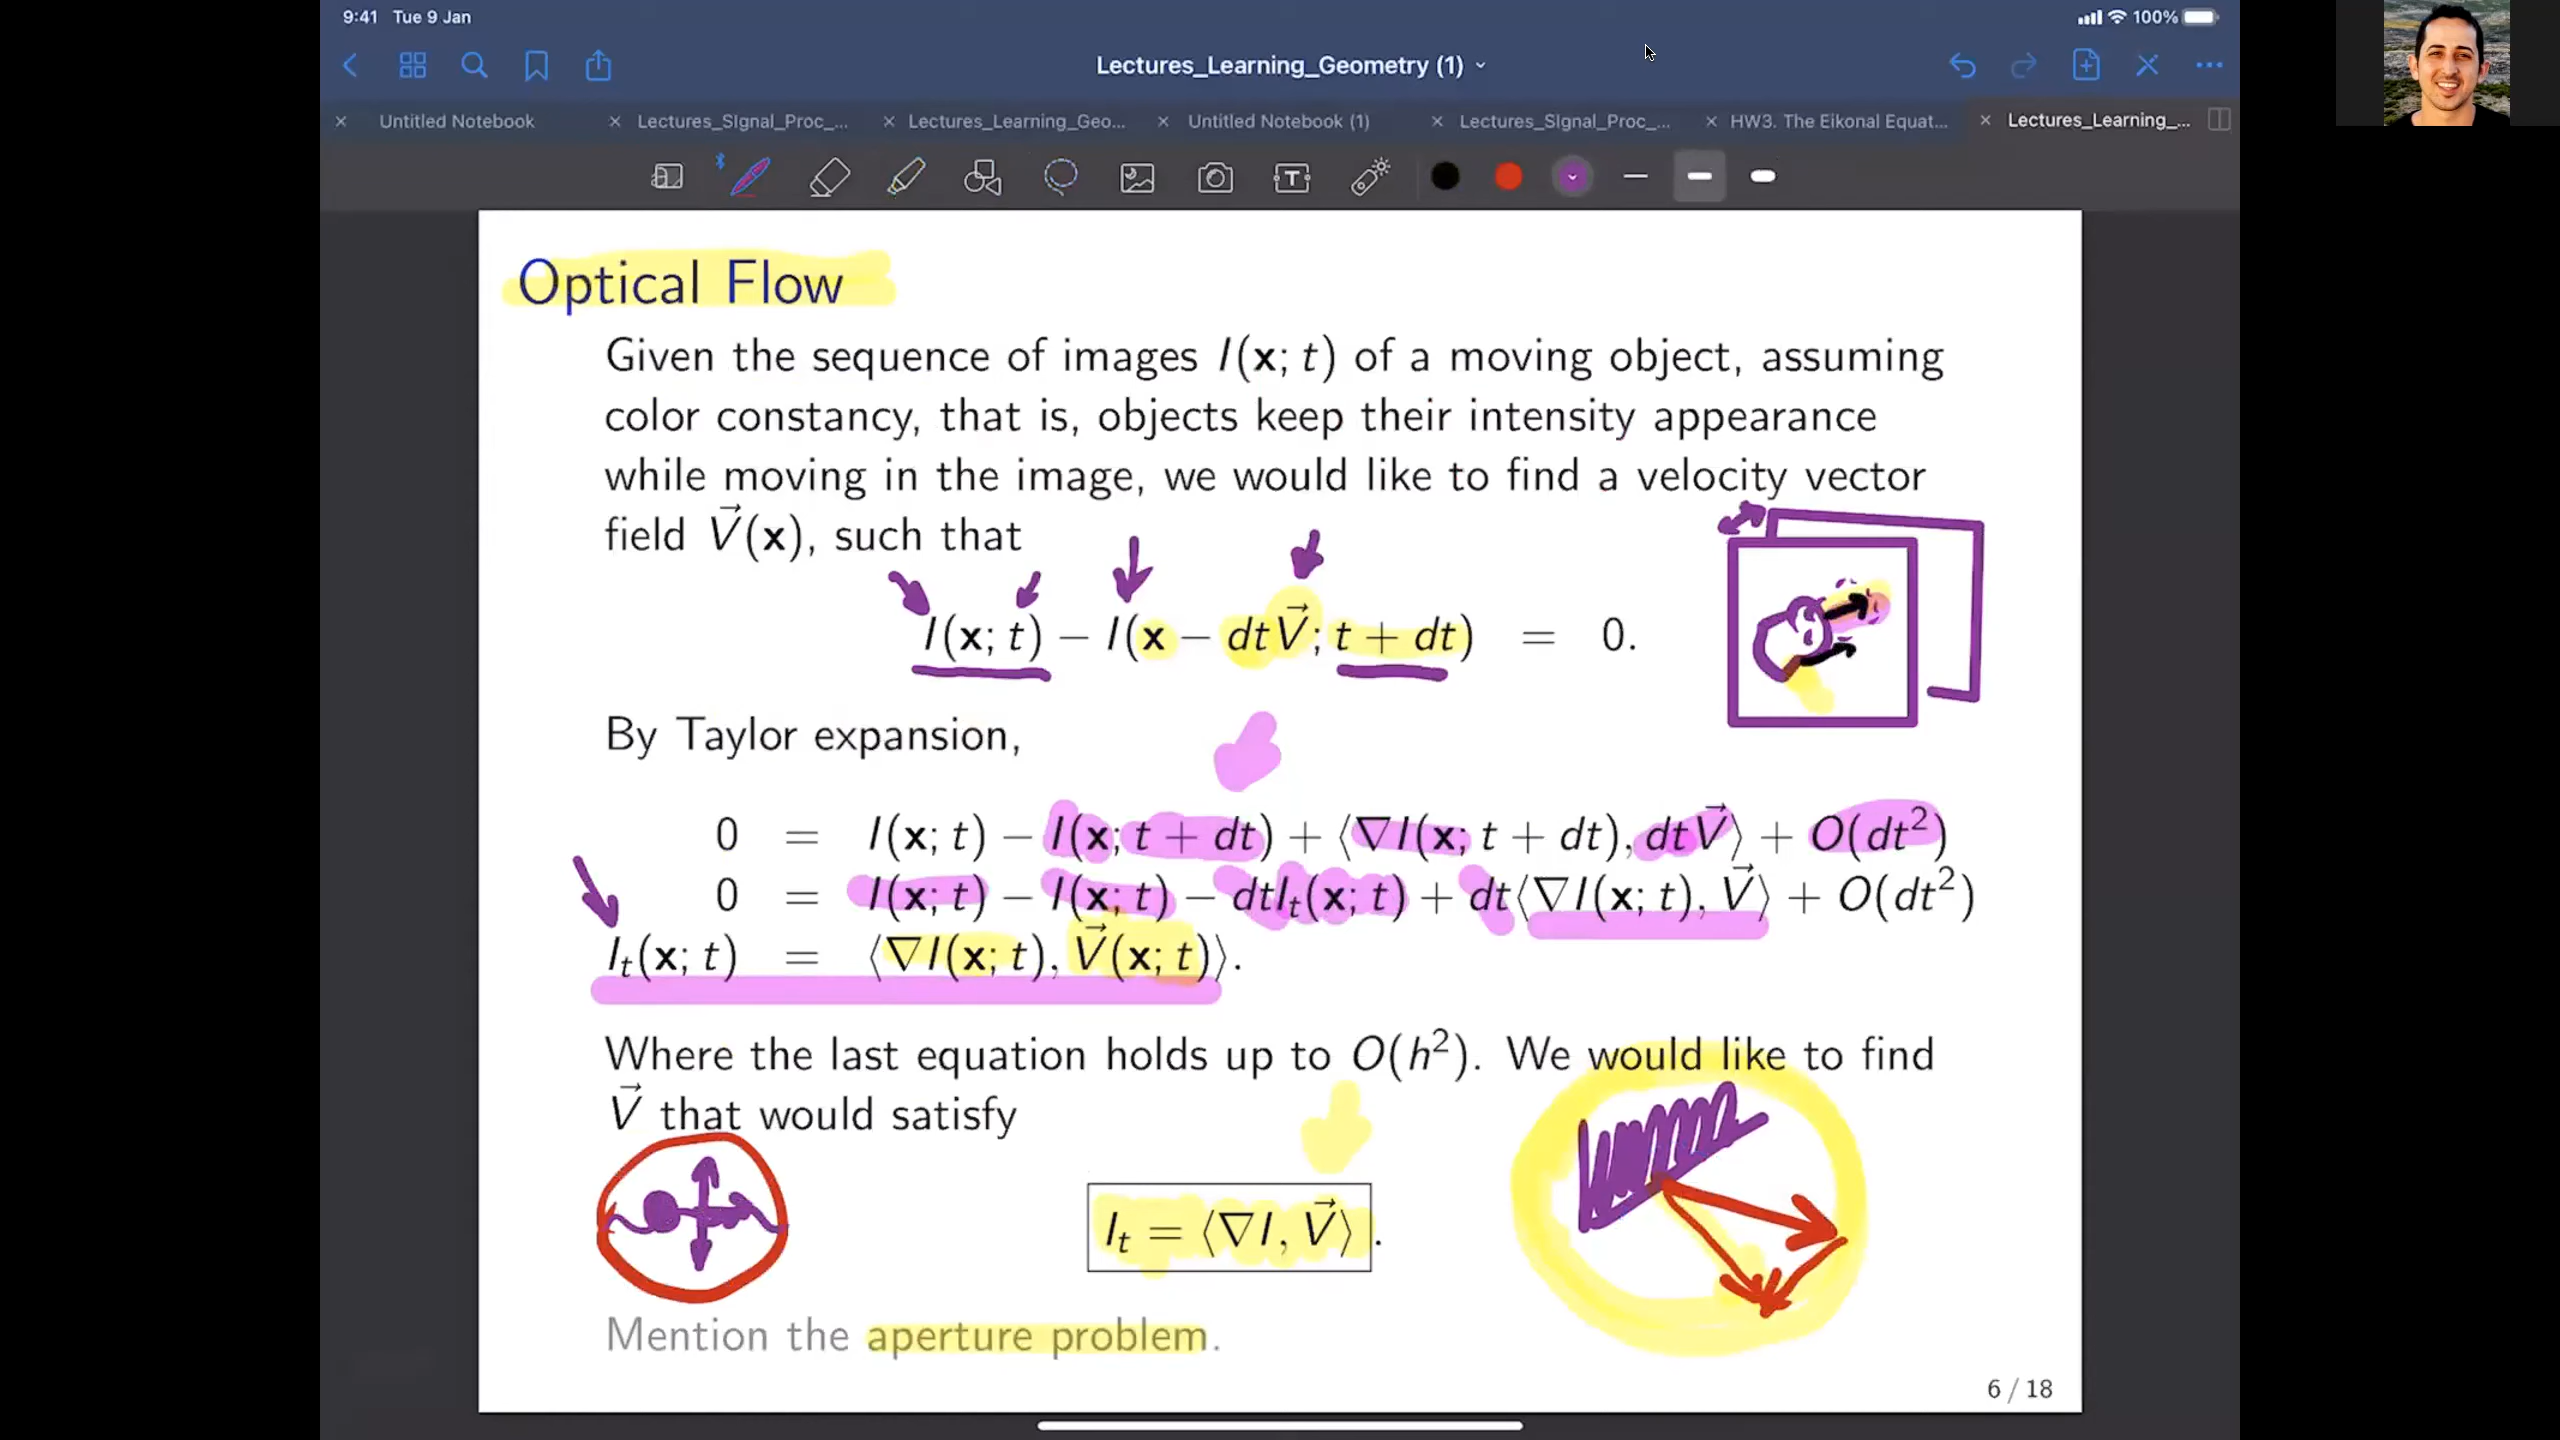 9:41 Tue 9 Jan 100%
Lectures_Learning_Geometry (1)
Untitled Notebook Lectures_SIgnal_Proc_... Lectures_Learning_Geo... Untitled Notebook (1) Lectures_SIgnal_Proc_... HW3. The Eikonal Equat... Lectures_Learning_...
Optical Flow
Given the sequence of images I(x; t) of a moving object, assuming
color constancy, that is, objects keep their intensity appearance
while moving in the image, we would like to find a velocity vector
field V⃗(x), such that
I(x; t) − I(x − dtV⃗; t + dt) = 0.
By Taylor expansion,
0 = I(x; t) − I(x; t + dt) + ⟨∇I(x; t + dt), dtV⃗⟩ + O(dt²)
0 = I(x; t) − I(x; t) − dtIₜ(x; t) + dt⟨∇I(x; t), V⃗⟩ + O(dt²)
Iₜ(x; t) = ⟨∇I(x; t), V⃗(x; t)⟩.
Where the last equation holds up to O(h²). We would like to find
V⃗ that would satisfy
Iₜ = ⟨∇I, V⃗⟩ .
Mention the aperture problem.
6 / 18